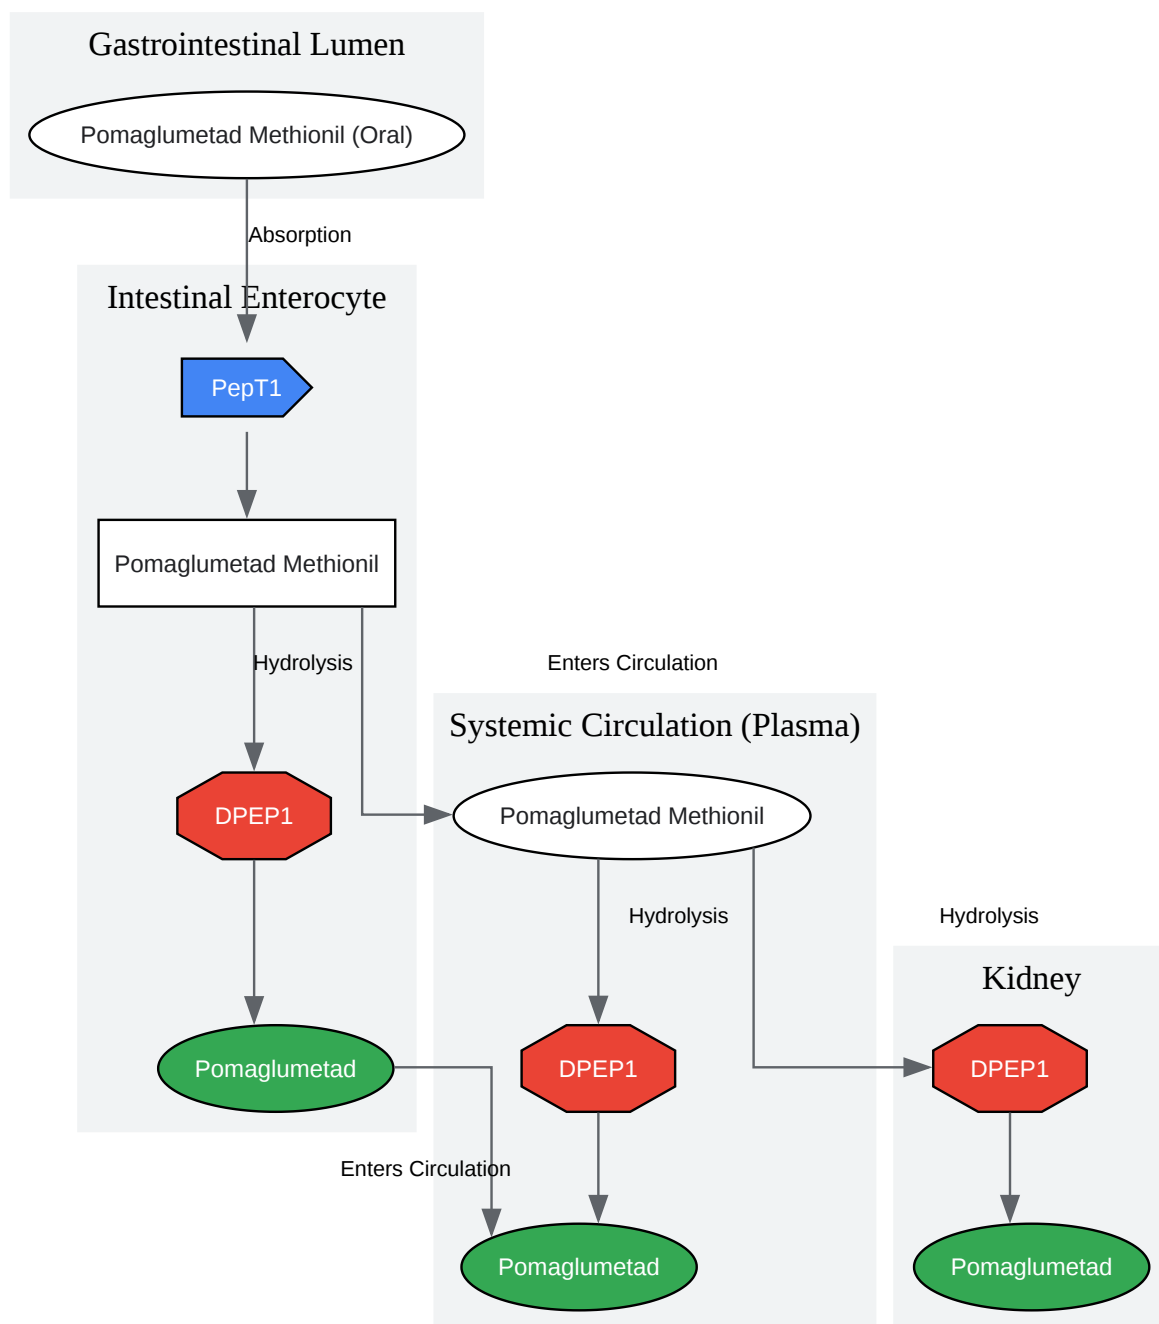 Gastrointestinal Lumen
Pomaglumetad Methionil (Oral)
Absorption
Intestinal Enterocyte
PepT1
Pomaglumetad Methionil
Hydrolysis
Enters Circulation
Systemic Circulation (Plasma)
DPEP1
Pomaglumetad Methionil
Hydrolysis
Hydrolysis
Kidney
Pomaglumetad
DPEP1
DPEP1
Enters Circulation
Pomaglumetad
Pomaglumetad